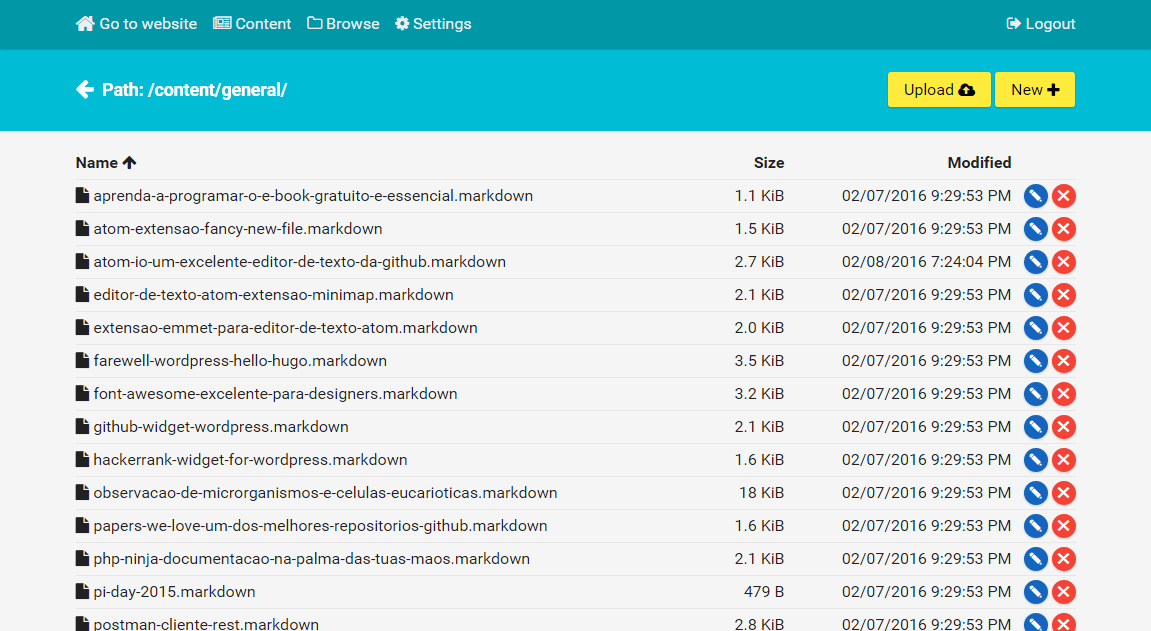 Go to website Content Browse Settings Logout
Path: /content/general/ Upload New
Name Size Modified
aprenda-a-programar-o-e-book-gratuito-e-essencial.markdown 1.1 KiB 02/07/2016 9:29:53 PM
atom-extensao-fancy-new-file.markdown 1.5 KiB 02/07/2016 9:29:53 PM
atom-io-um-excelente-editor-de-texto-da-github.markdown 2.7 KiB 02/08/2016 7:24:04 PM
editor-de-texto-atom-extensao-minimap.markdown 2.1 KiB 02/07/2016 9:29:53 PM
extensao-emmet-para-editor-de-texto-atom.markdown 2.0 KiB 02/07/2016 9:29:53 PM
farewell-wordpress-hello-hugo.markdown 3.5 KiB 02/07/2016 9:29:53 PM
font-awesome-excelente-para-designers.markdown 3.2 KiB 02/07/2016 9:29:53 PM
github-widget-wordpress.markdown 2.1 KiB 02/07/2016 9:29:53 PM
hackerrank-widget-for-wordpress.markdown 1.6 KiB 02/07/2016 9:29:53 PM
observacao-de-microrganismos-e-celulas-eucarioticas.markdown 18 KiB 02/07/2016 9:29:53 PM
papers-we-love-um-dos-melhores-repositorios-github.markdown 1.6 KiB 02/07/2016 9:29:53 PM
php-ninja-documentacao-na-palma-das-tuas-maos.markdown 2.1 KiB 02/07/2016 9:29:53 PM
pi-day-2015.markdown 479 B 02/07/2016 9:29:53 PM
postman-cliente-rest.markdown 2.8 KiB 02/07/2016 9:29:53 PM